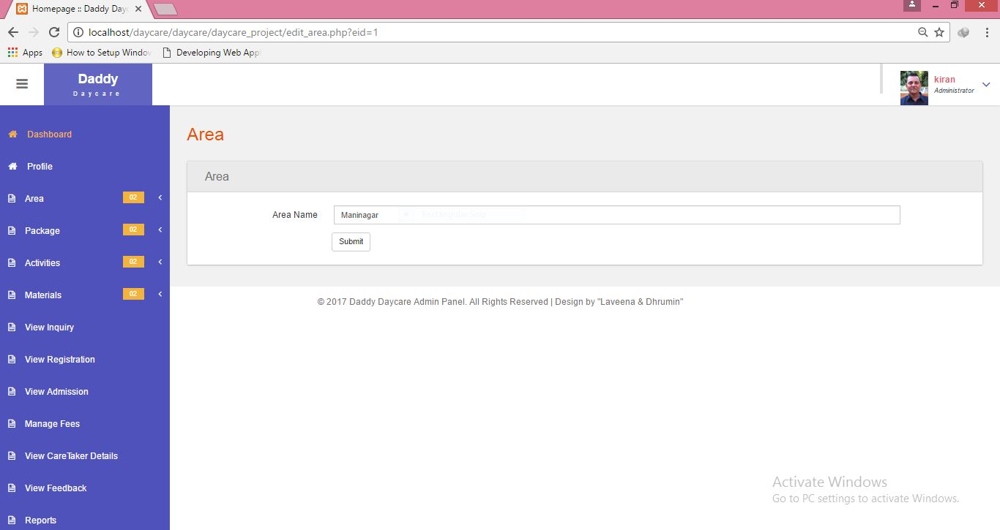 Homepage :: Daddy Day
localhost/daycare/daycare/daycare_project/edit_area.php?eid=1
Apps
How to Setup Windo
Developing Web App
Daddy
Daycare
kiran
Administrator
Dashboard
Profile
Area 02
Package 02
Activities 02
Materials 02
View Inquiry
View Registration
View Admission
Manage Fees
View CareTaker Details
View Feedback
Reports
Area
Area
Area Name Maninagar Rectangular Snip
Submit
© 2017 Daddy Daycare Admin Panel. All Rights Reserved | Design by "Laveena & Dhrumin"
Activate Windows
Go to PC settings to activate Windows.